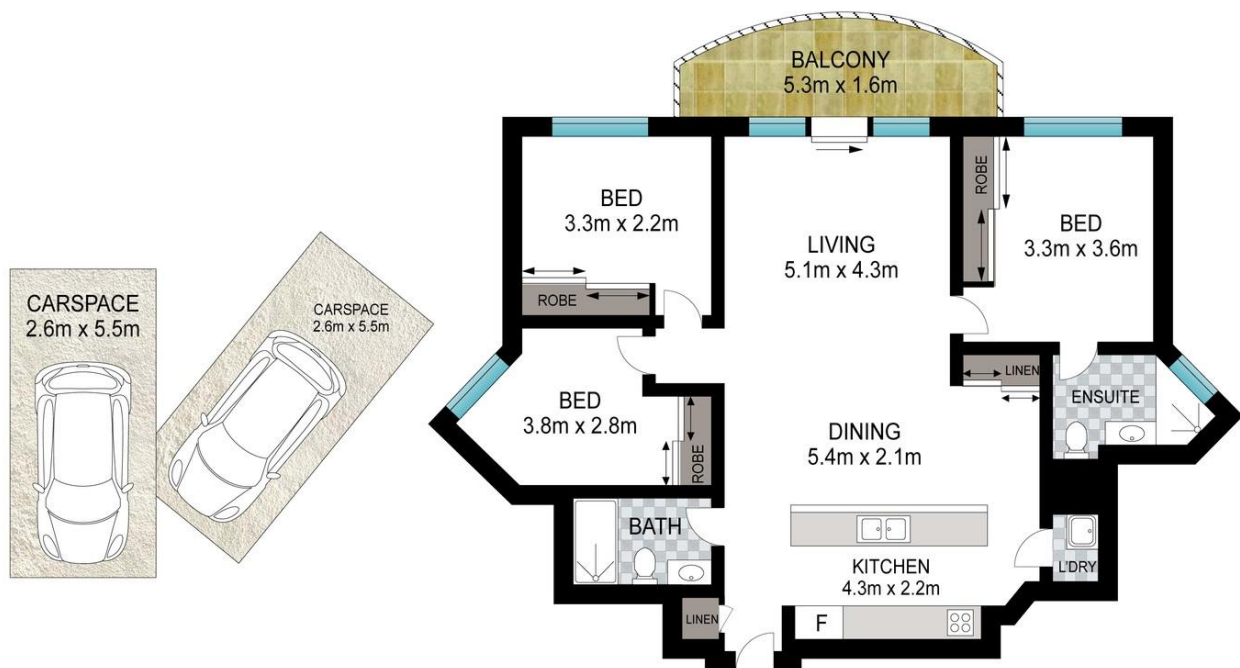 BALCONY
5.3m x 1.6m
BED
3.3m x 2.2m
ROBE
LIVING
5.1m x 4.3m
ROBE
BED
3.3m x 3.6m
CARSPACE
2.6m x 5.5m
CARSPACE
2.6m x 5.5m
BED
3.8m x 2.8m
ROBE
LINEN
ENSUITE
DINING
5.4m x 2.1m
BATH
KITCHEN
4.3m x 2.2m
L'DRY
LINEN
F